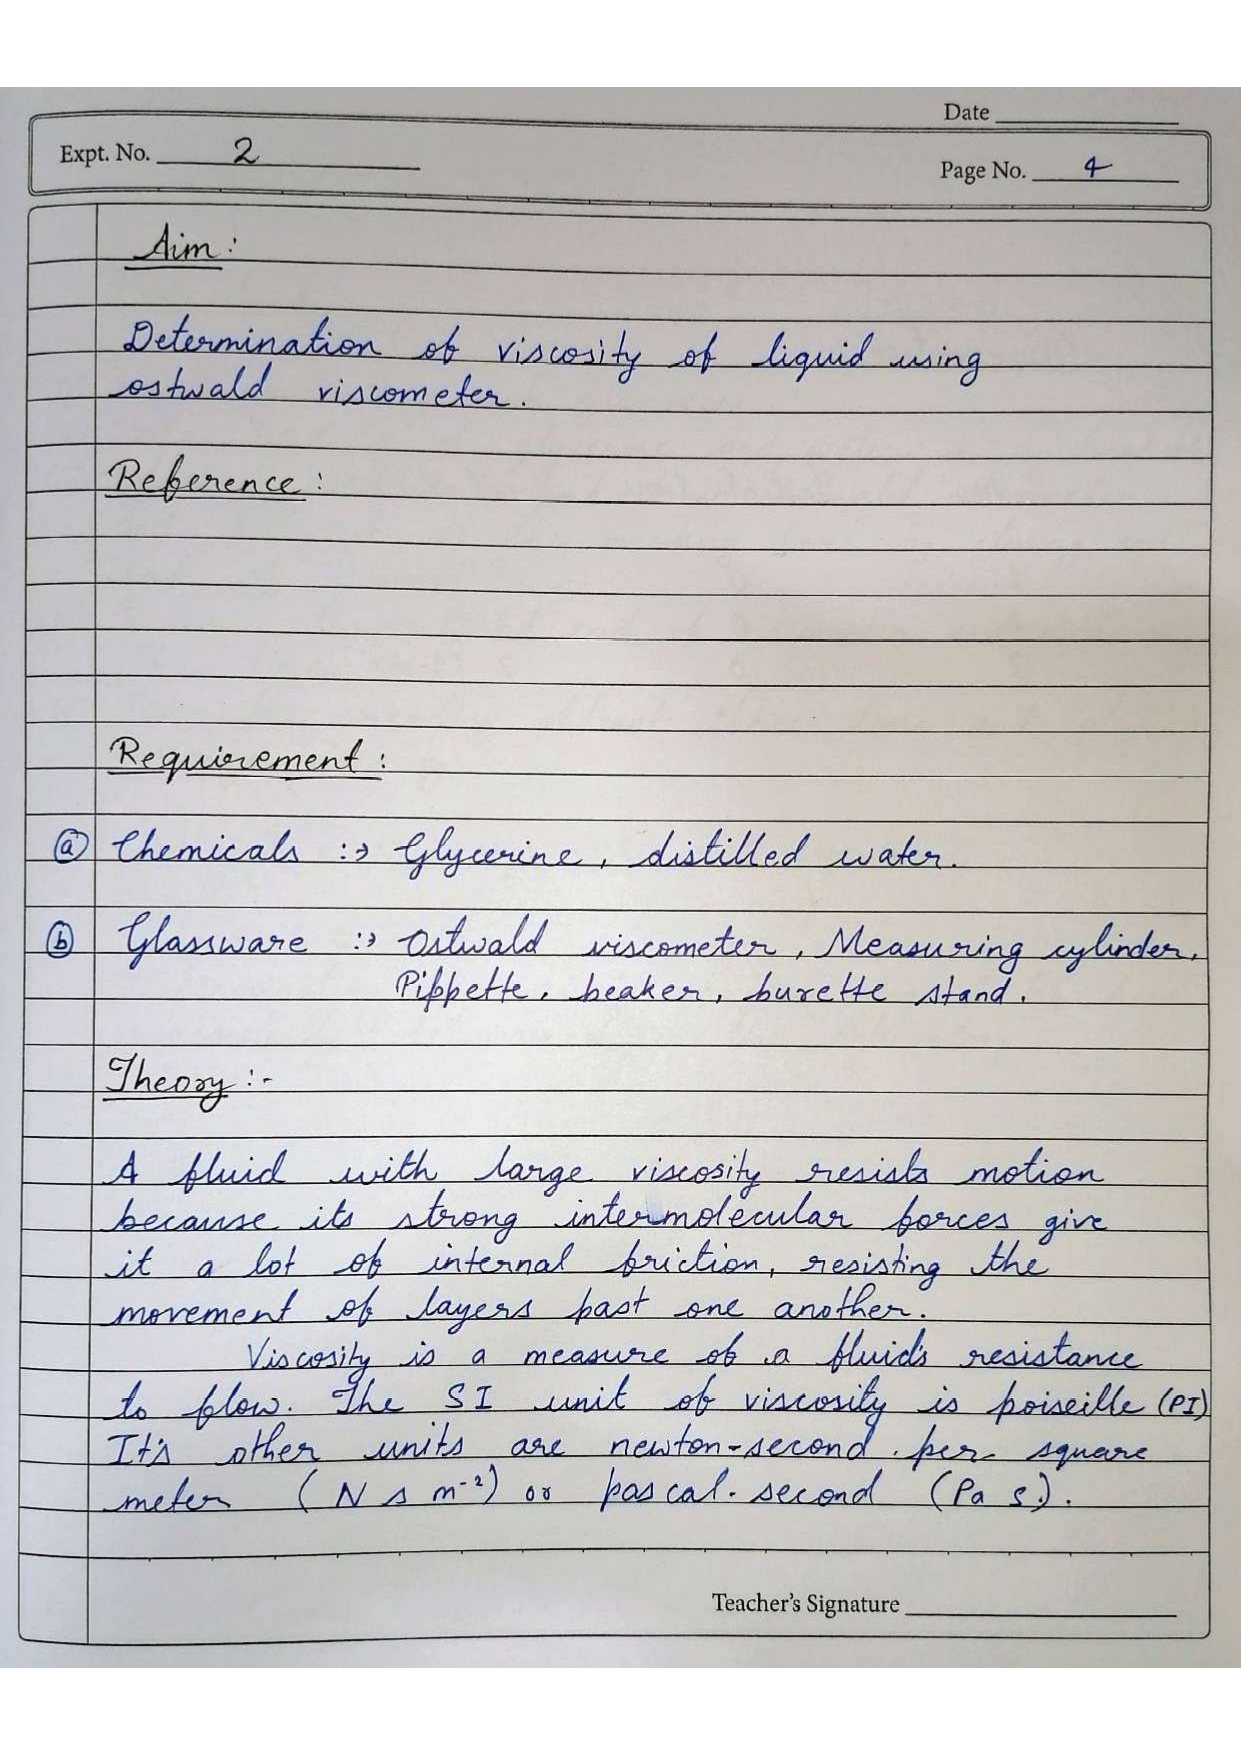 Date
Expt. No. 2
Page No. 4
Aim :
Determination of viscosity of liquid using
ostwald viscometer.
Reference :
Requirement :
(a) Chemicals :→ Glycerine, distilled water.
(b) Glassware :→ Ostwald viscometer, Measuring cylinder,
Pippette, beaker, burette stand.
Theory :-
A fluid with large viscosity resists motion
because its strong intermolecular forces give
it a lot of internal friction, resisting the
movement of layers past one another.
Viscosity is a measure of a fluid's resistance
to flow. The SI unit of viscosity is poiseille (PI)
It's other units are newton-second per square
meter (N s m⁻²) or pascal-second (Pa s).
Teacher's Signature